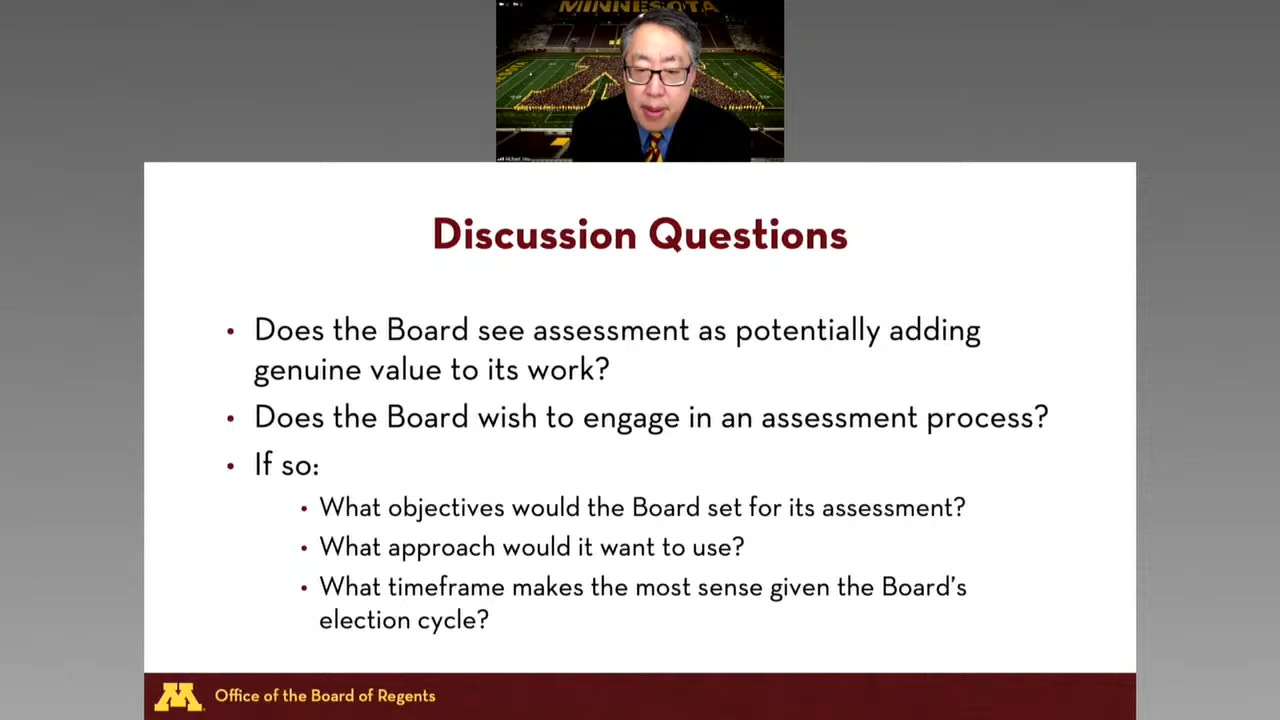 MINNESOTA
Discussion Questions
• Does the Board see assessment as potentially adding
genuine value to its work?
• Does the Board wish to engage in an assessment process?
• If so:
• What objectives would the Board set for its assessment?
• What approach would it want to use?
• What timeframe makes the most sense given the Board's
election cycle?
M
Office of the Board of Regents